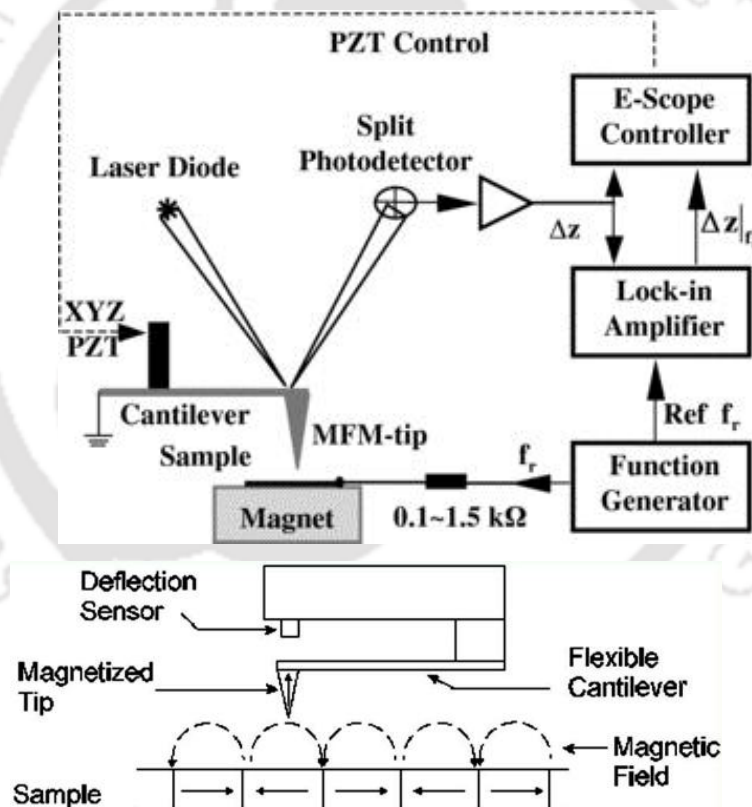 PZT Control
E-Scope
Controller
Split
Photodetector
Laser Diode
Δz
Δz|f
Lock-in
Amplifier
XYZ
PZT
Cantilever
MFM-tip
Sample
Ref fr
fr
Function
Generator
Magnet
0.1~1.5 kΩ
Deflection
Sensor
Magnetized
Tip
Flexible
Cantilever
Magnetic
Field
Sample